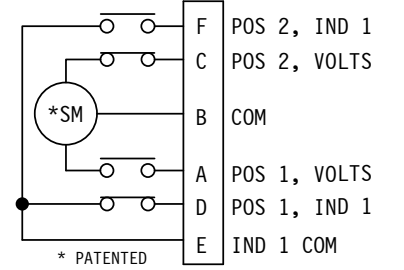 F POS 2, IND 1
C POS 2, VOLTS
*SM B COM
A POS 1, VOLTS
D POS 1, IND 1
E IND 1 COM
* PATENTED